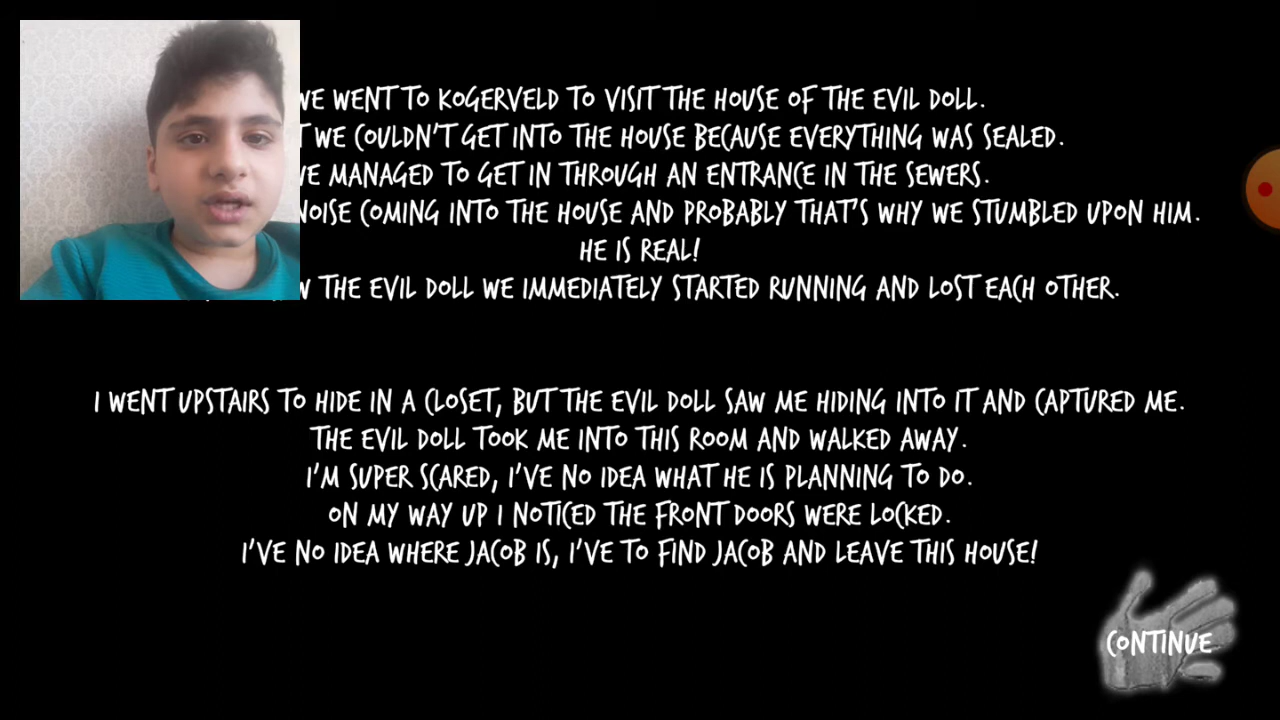 WE WENT TO KOGERVELD TO VISIT THE HOUSE OF THE EVIL DOLL.
WE COULDN'T GET INTO THE HOUSE BECAUSE EVERYTHING WAS SEALED.
WE MANAGED TO GET IN THROUGH AN ENTRANCE IN THE SEWERS.
NOISE COMING INTO THE HOUSE AND PROBABLY THAT'S WHY WE STUMBLED UPON HIM.
HE IS REAL!
THE EVIL DOLL WE IMMEDIATELY STARTED RUNNING AND LOST EACH OTHER.
I WENT UPSTAIRS TO HIDE IN A CLOSET, BUT THE EVIL DOLL SAW ME HIDING INTO IT AND CAPTURED ME.
THE EVIL DOLL TOOK ME INTO THIS ROOM AND WALKED AWAY.
I'M SUPER SCARED, I'VE NO IDEA WHAT HE IS PLANNING TO DO.
ON MY WAY UP I NOTICED THE FRONT DOORS WERE LOCKED.
I'VE NO IDEA WHERE JACOB IS, I'VE TO FIND JACOB AND LEAVE THIS HOUSE!
CONTINUE